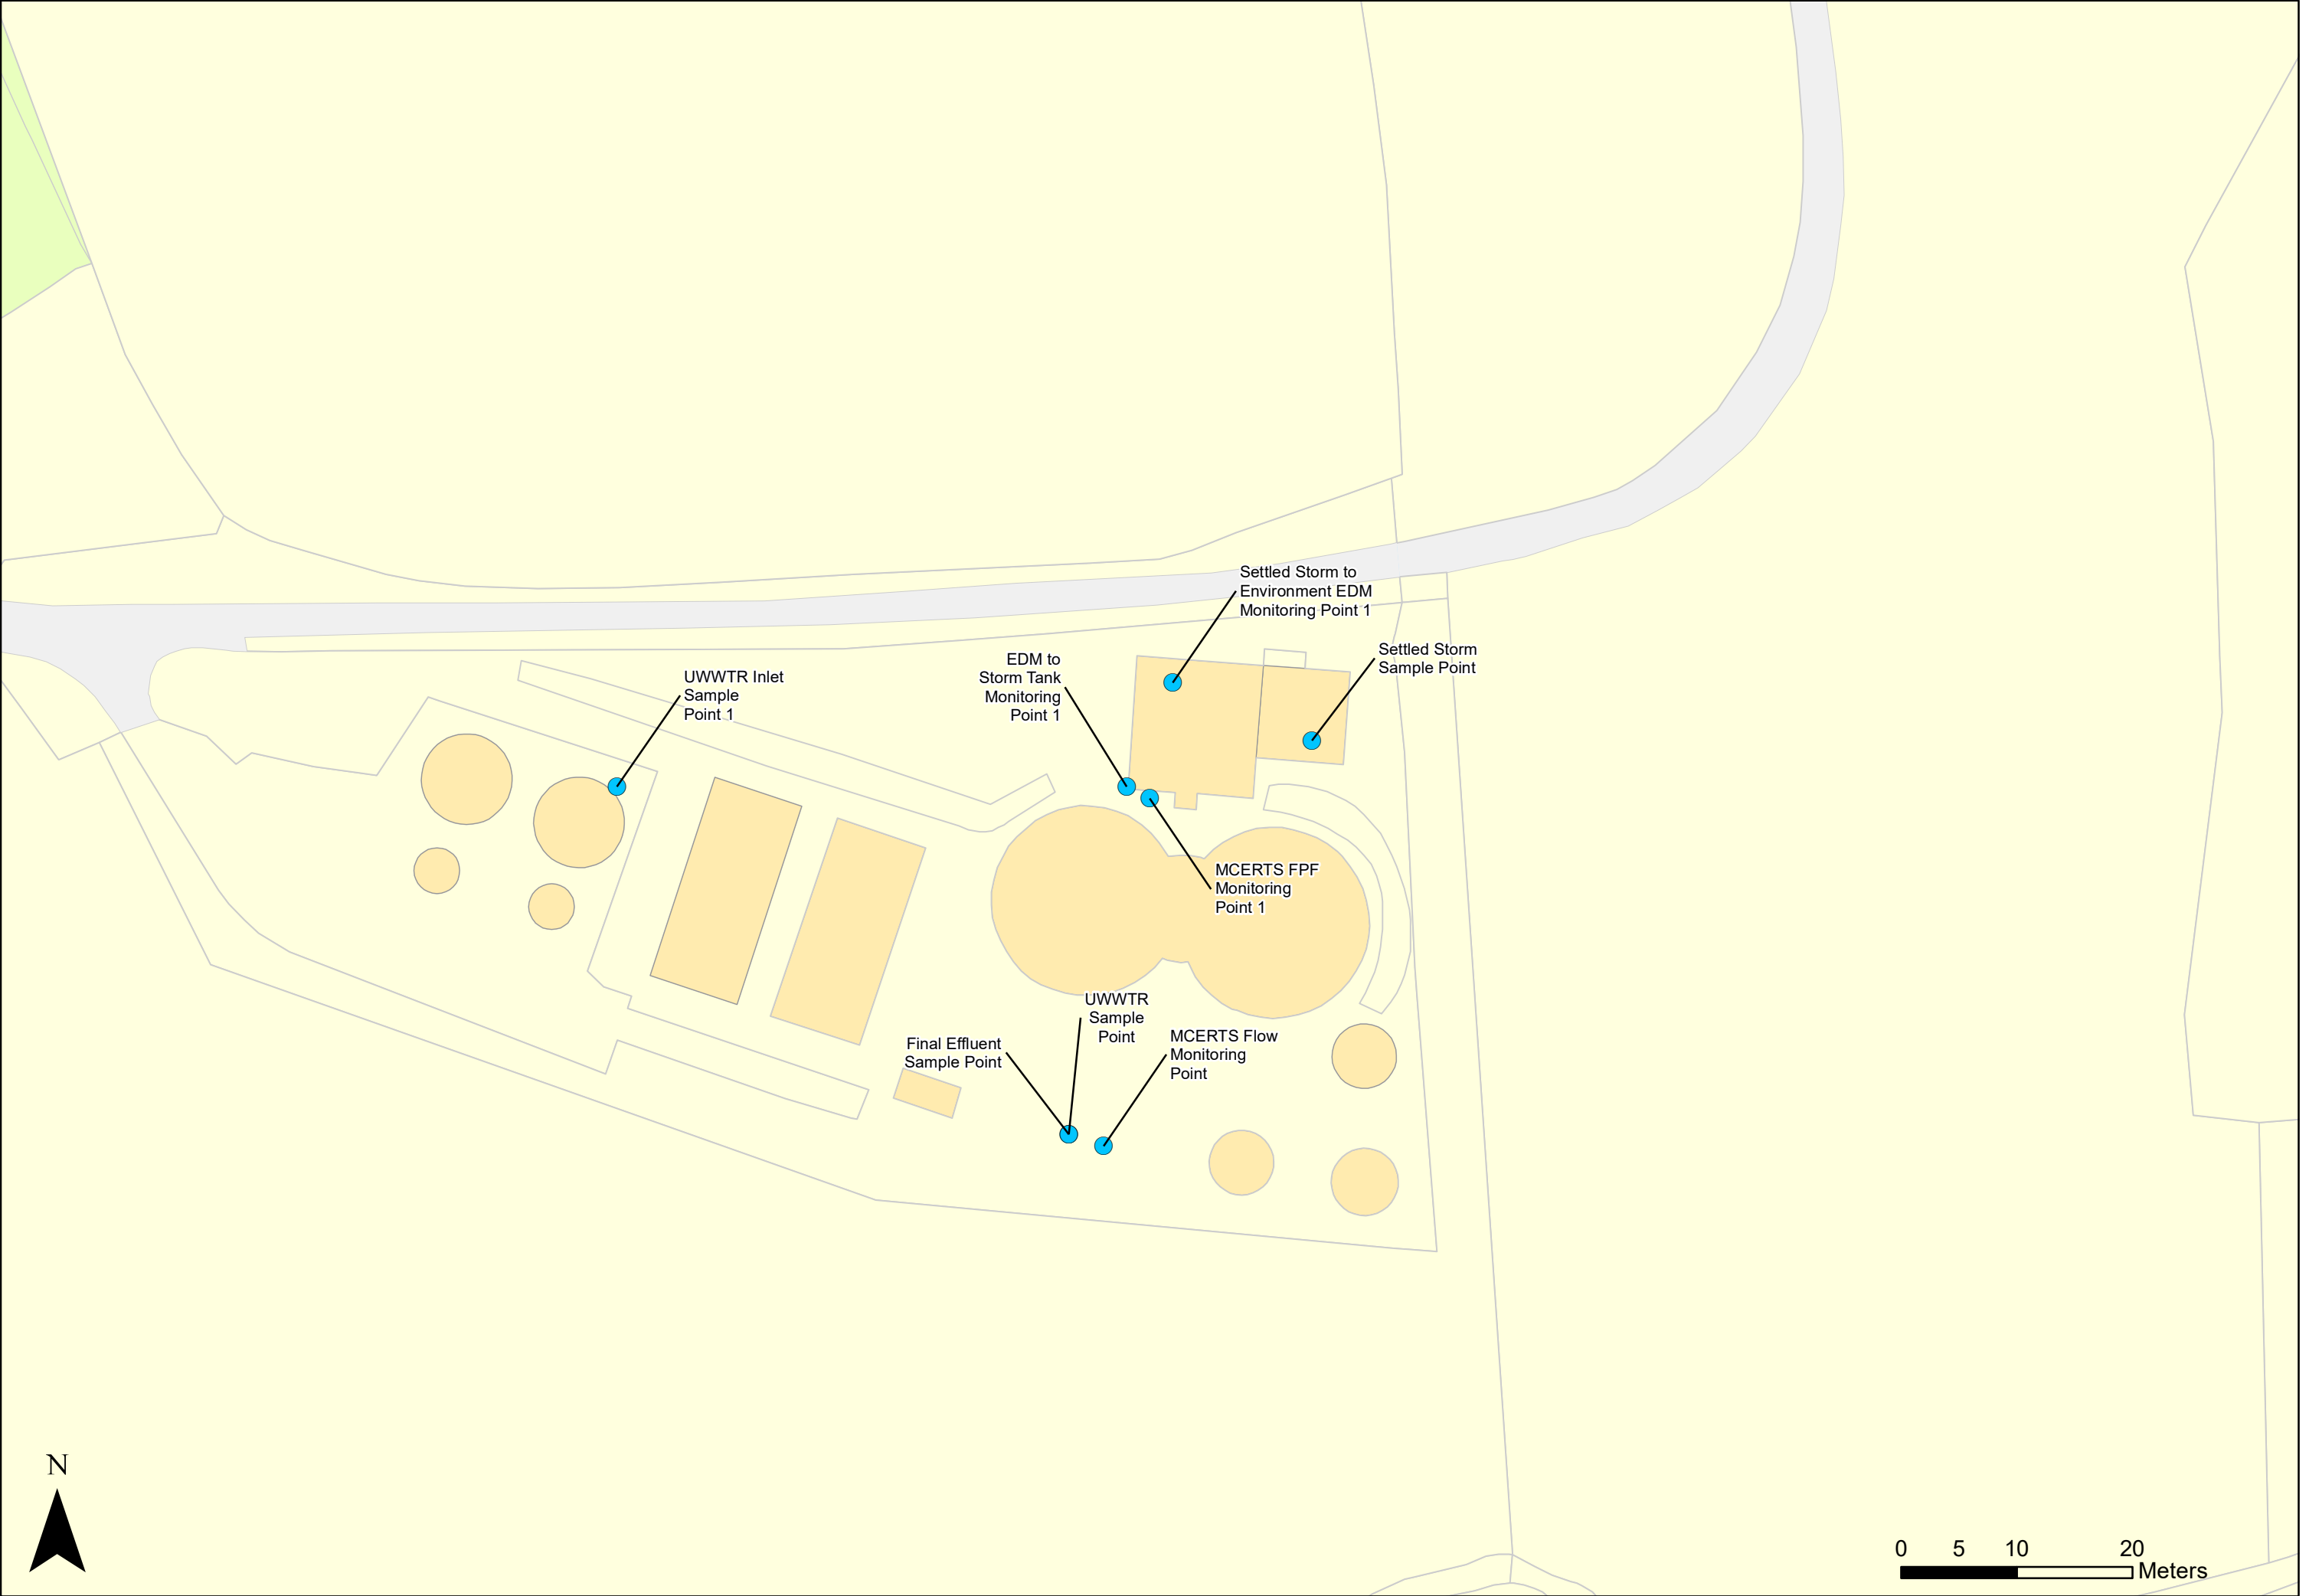 Settled Storm to
Environment EDM
Monitoring Point 1
Settled Storm
Sample Point
EDM to
Storm Tank
Monitoring
Point 1
UWWTR Inlet
Sample
Point 1
MCERTS FPF
Monitoring
Point 1
UWWTR
Sample
Point
Final Effluent
Sample Point
MCERTS Flow
Monitoring
Point
N
0 5 10 20
Meters